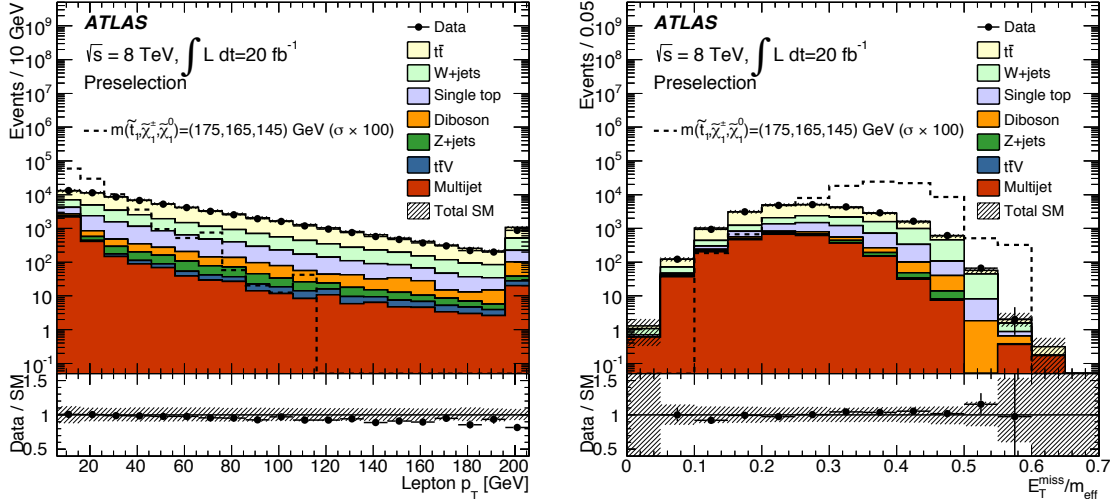 Events / 10 GeV
10⁹
10⁸
10⁷
10⁶
10⁵
10⁴
10³
10²
10
1
10⁻¹
ATLAS
√s = 8 TeV, ∫ L dt=20 fb⁻¹
Preselection
m(t̃₁,χ̃₁±,χ̃₁⁰)=(175,165,145) GeV (σ × 100)
Data
tt̄
W+jets
Single top
Diboson
Z+jets
tt̄V
Multijet
Total SM
Data / SM
1.5
1
0.5
20 40 60 80 100 120 140 160 180 200
Lepton p_T [GeV]
Events / 0.05
10⁹
10⁸
10⁷
10⁶
10⁵
10⁴
10³
10²
10
1
10⁻¹
ATLAS
√s = 8 TeV, ∫ L dt=20 fb⁻¹
Preselection
m(t̃₁,χ̃₁±,χ̃₁⁰)=(175,165,145) GeV (σ × 100)
Data
tt̄
W+jets
Single top
Diboson
Z+jets
tt̄V
Multijet
Total SM
Data / SM
1.5
1
0.5
0 0.1 0.2 0.3 0.4 0.5 0.6 0.7
E_T^miss/m_eff